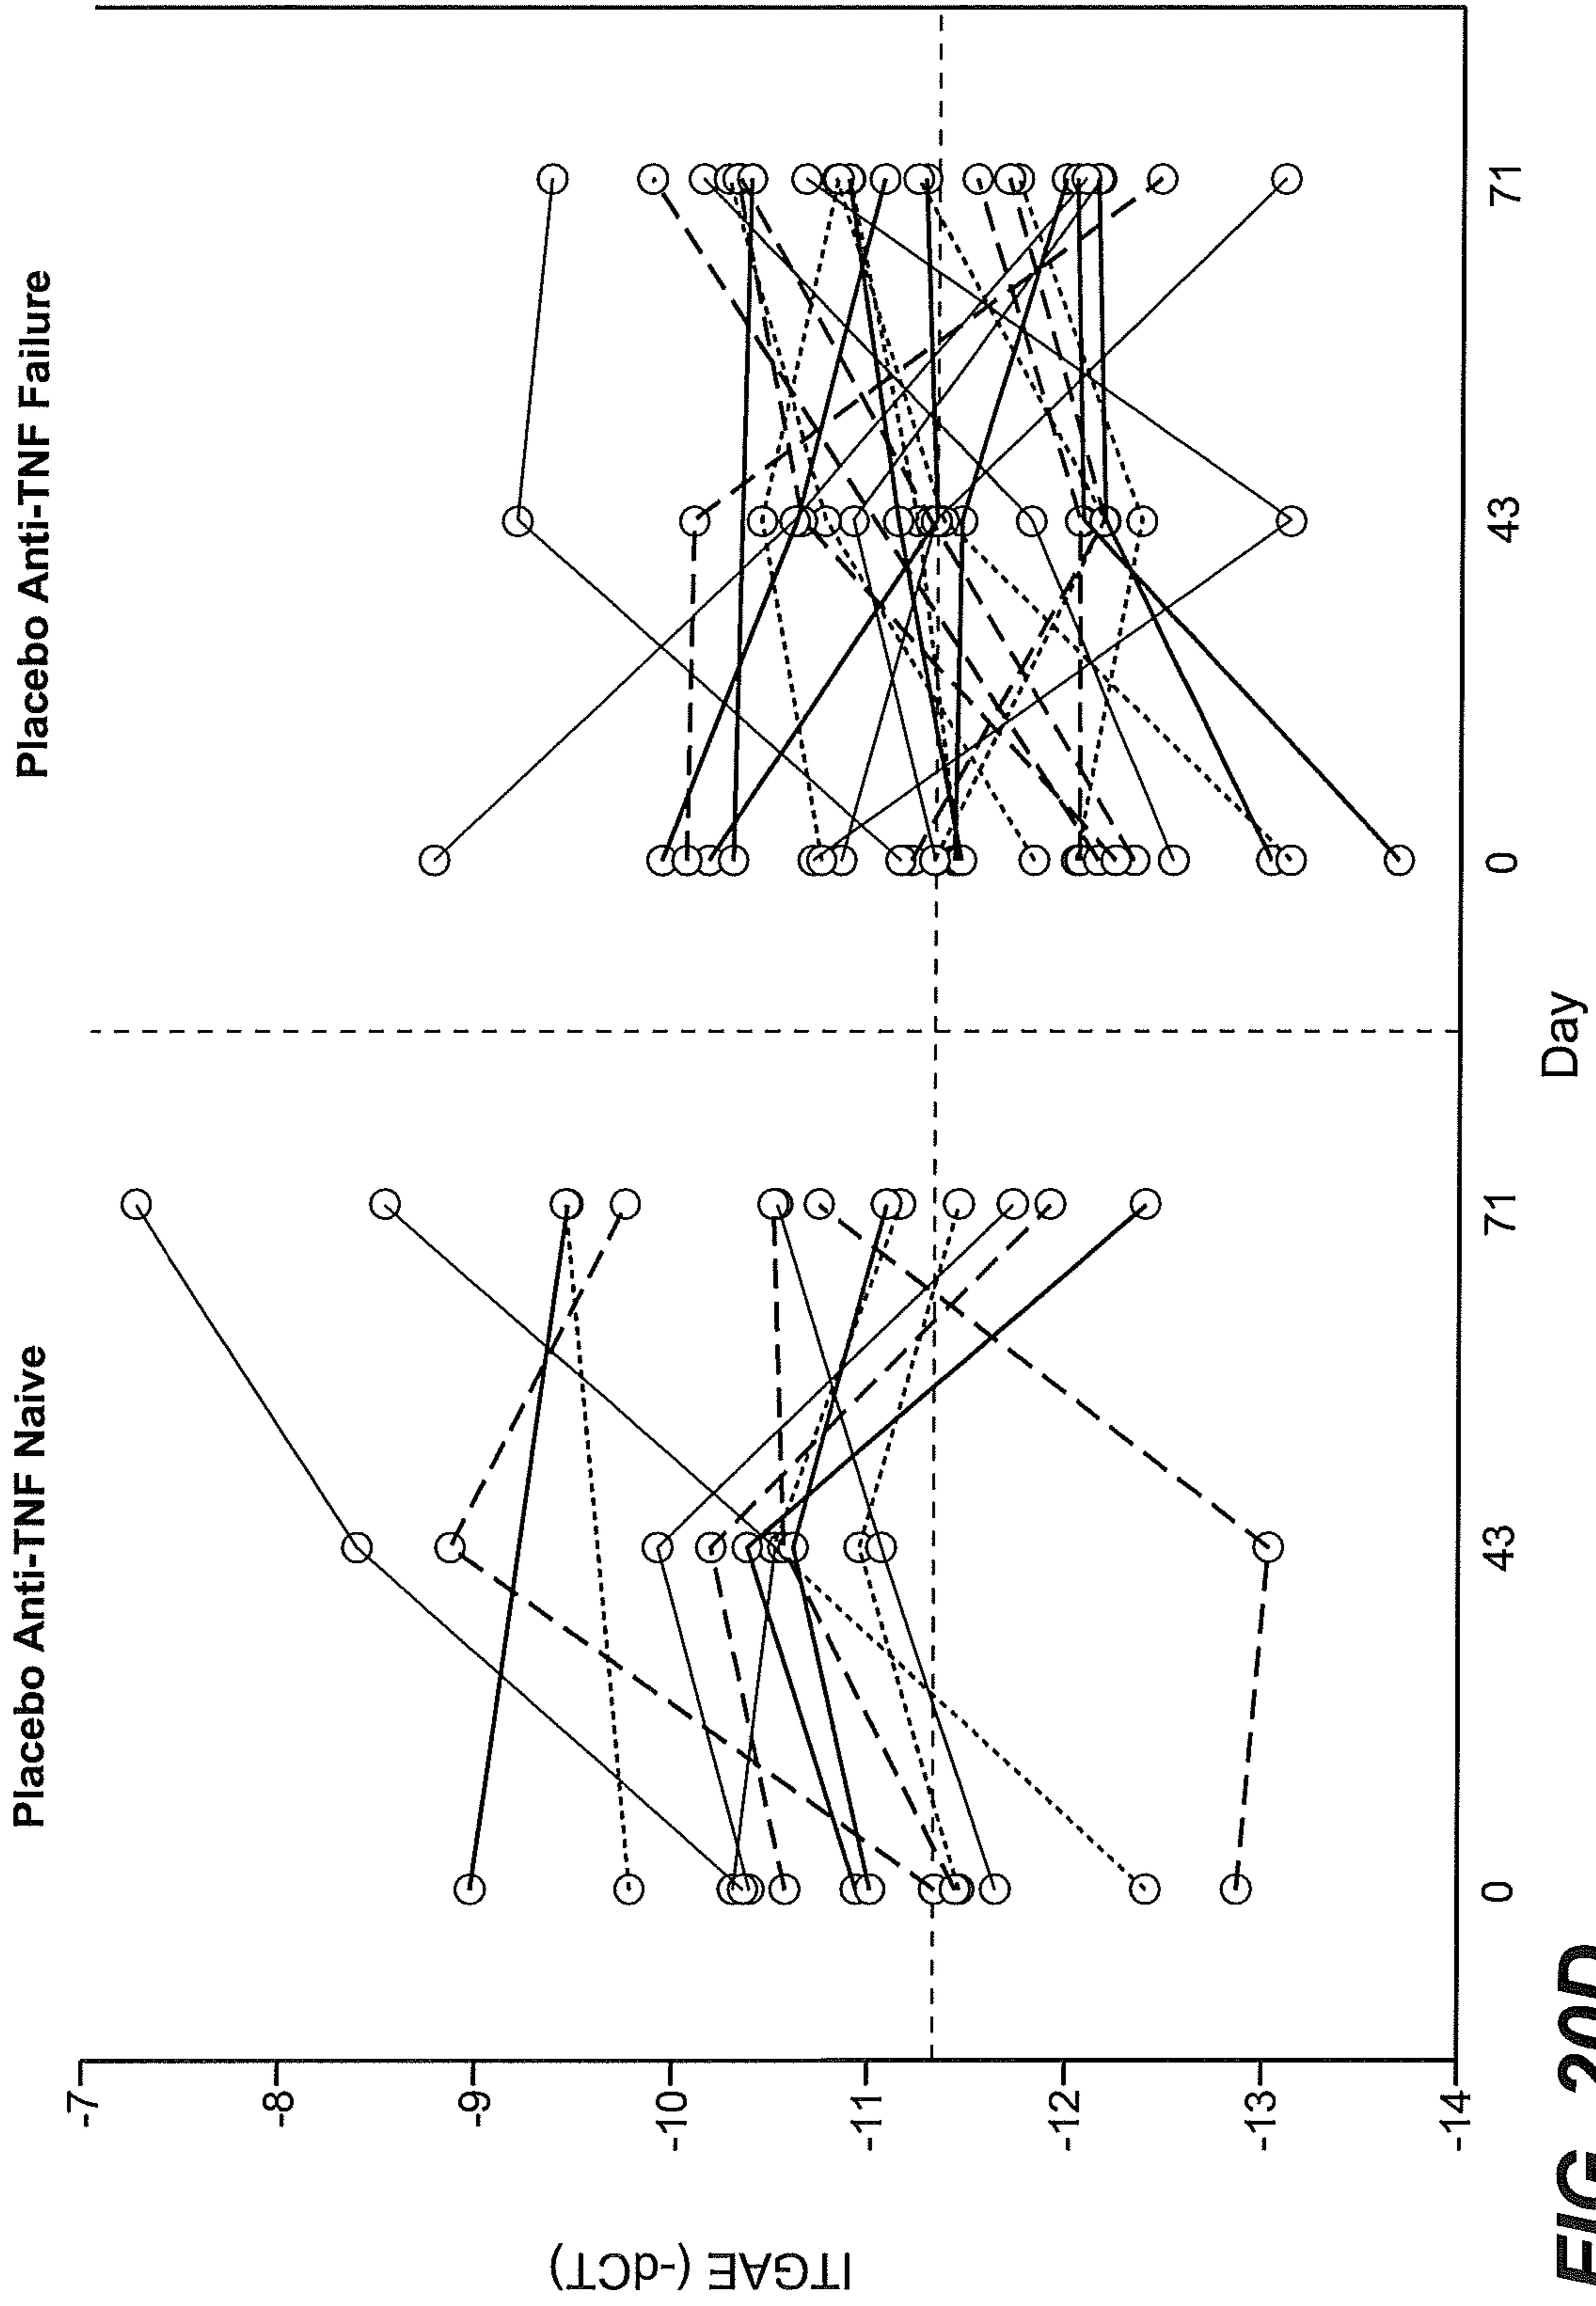 Placebo Anti-TNF Naive
Placebo Anti-TNF Failure
ITGAE (-dCT)
-7
-8
-9
-10
-11
-12
-13
-14
0
43
71
0
43
71
Day
FIG. 20D